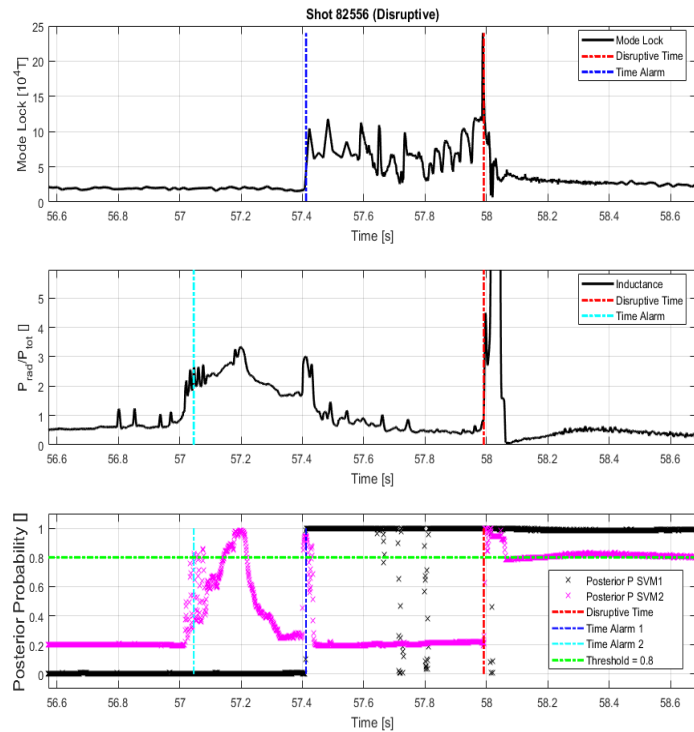 Shot 82556 (Disruptive)
Mode Lock [10⁴T]
25
20
15
10
5
0
Mode Lock
Disruptive Time
Time Alarm
56.6 56.8 57 57.2 57.4 57.6 57.8 58 58.2 58.4 58.6
Time [s]
P_rad/P_tot []
6
5
4
3
2
1
0
Inductance
Disruptive Time
Time Alarm
56.6 56.8 57 57.2 57.4 57.6 57.8 58 58.2 58.4 58.6
Time [s]
Posterior Probability []
1
0.8
0.6
0.4
0.2
0
Posterior P SVM1
Posterior P SVM2
Disruptive Time
Time Alarm 1
Time Alarm 2
Threshold = 0.8
56.6 56.8 57 57.2 57.4 57.6 57.8 58 58.2 58.4 58.6
Time [s]